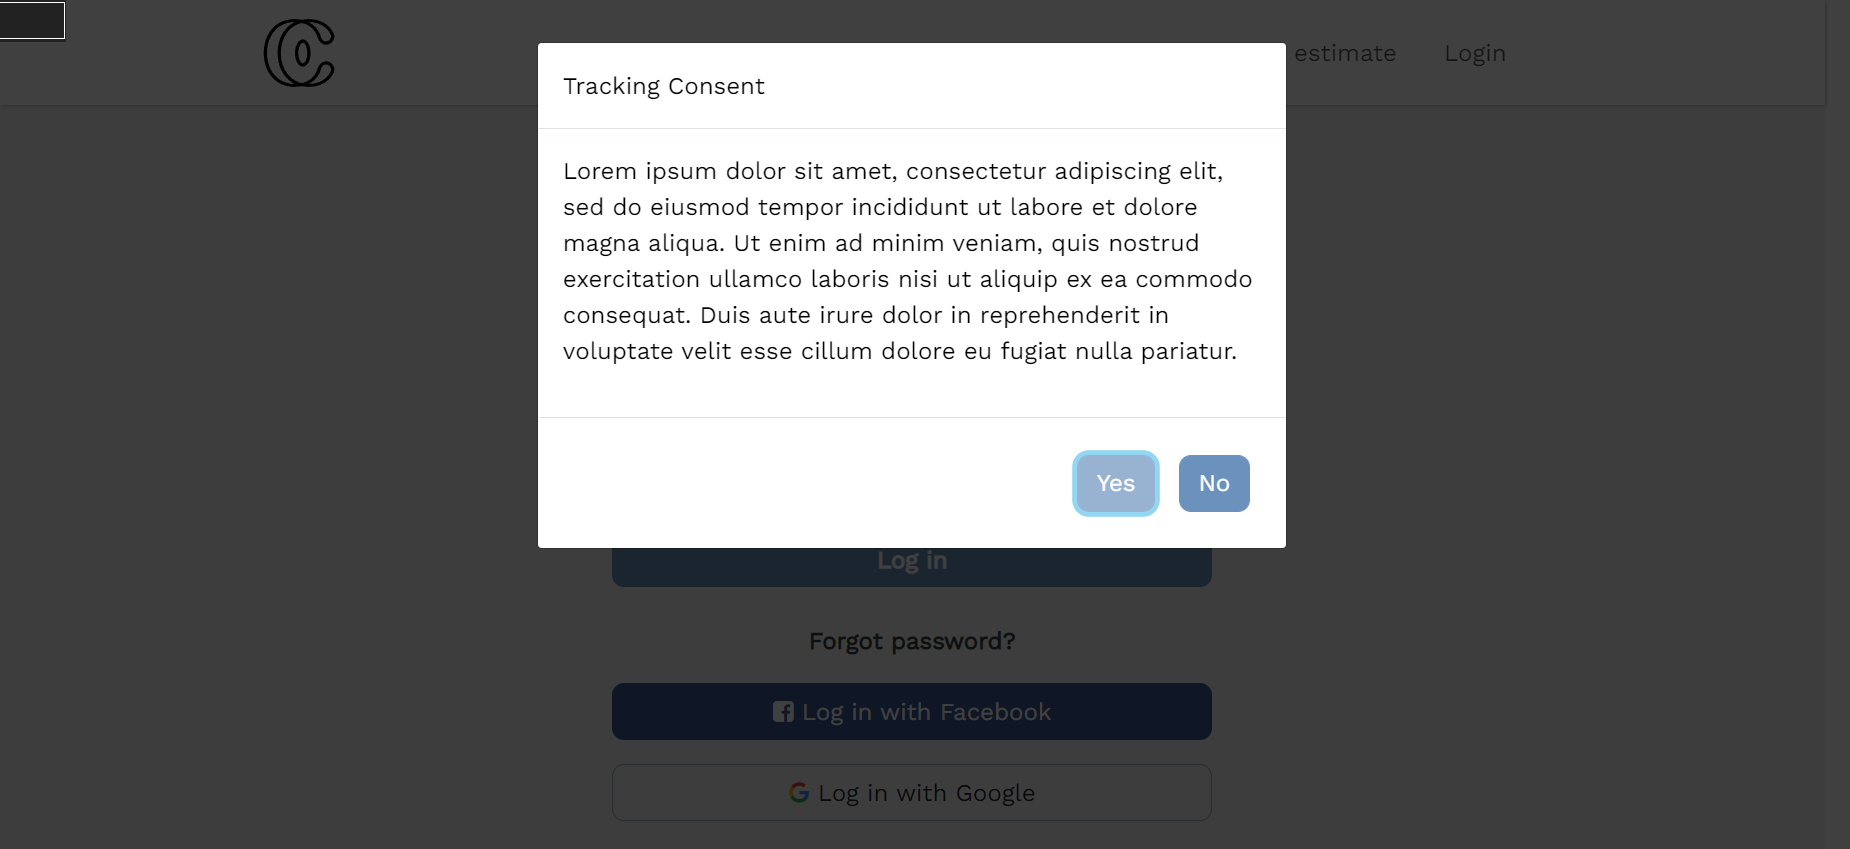 estimate Login
Tracking Consent
Lorem ipsum dolor sit amet, consectetur adipiscing elit,
sed do eiusmod tempor incididunt ut labore et dolore
magna aliqua. Ut enim ad minim veniam, quis nostrud
exercitation ullamco laboris nisi ut aliquip ex ea commodo
consequat. Duis aute irure dolor in reprehenderit in
voluptate velit esse cillum dolore eu fugiat nulla pariatur.
Yes No
Log in
Forgot password?
Log in with Facebook
Log in with Google